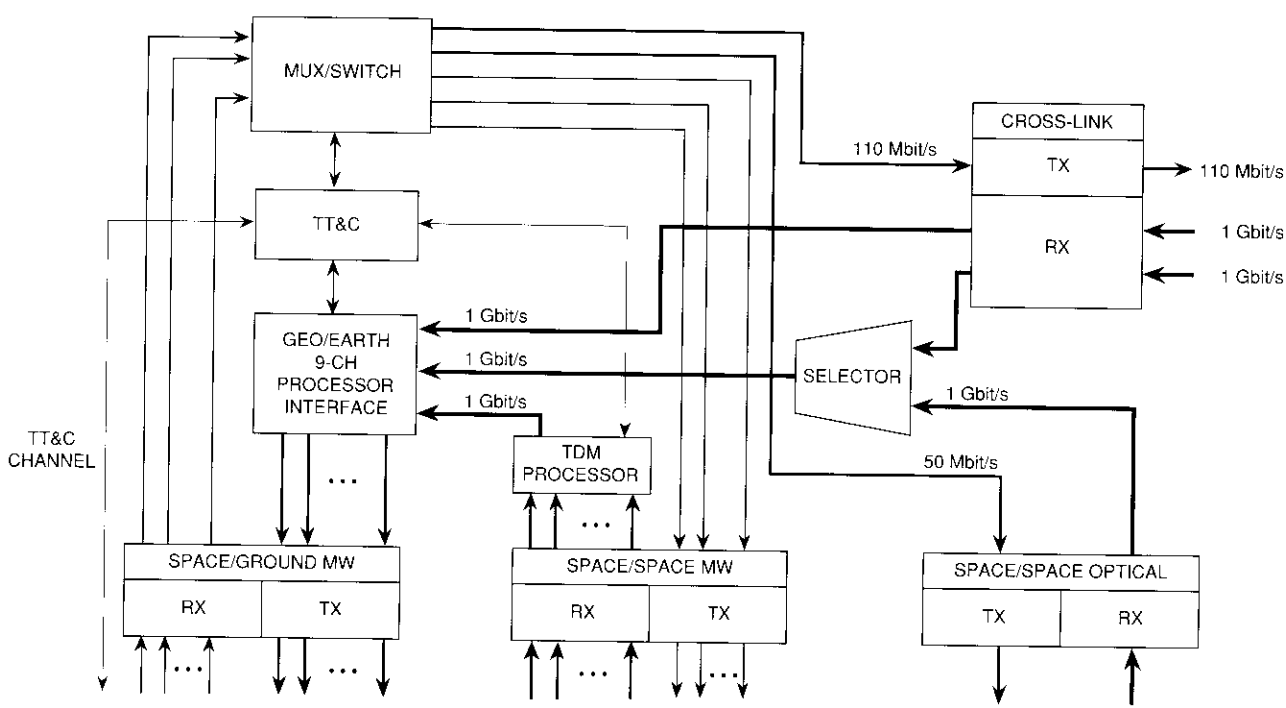 MUX/SWITCH
CROSS-LINK
110 Mbit/s
TX
110 Mbit/s
TT&C
RX
1 Gbit/s
1 Gbit/s
1 Gbit/s
GEO/EARTH
9-CH
PROCESSOR
INTERFACE
1 Gbit/s
SELECTOR
1 Gbit/s
1 Gbit/s
TT&C
CHANNEL
...
TDM
PROCESSOR
50 Mbit/s
...
SPACE/GROUND MW
SPACE/SPACE MW
SPACE/SPACE OPTICAL
RX
TX
RX
TX
TX
RX
...
...
...
...